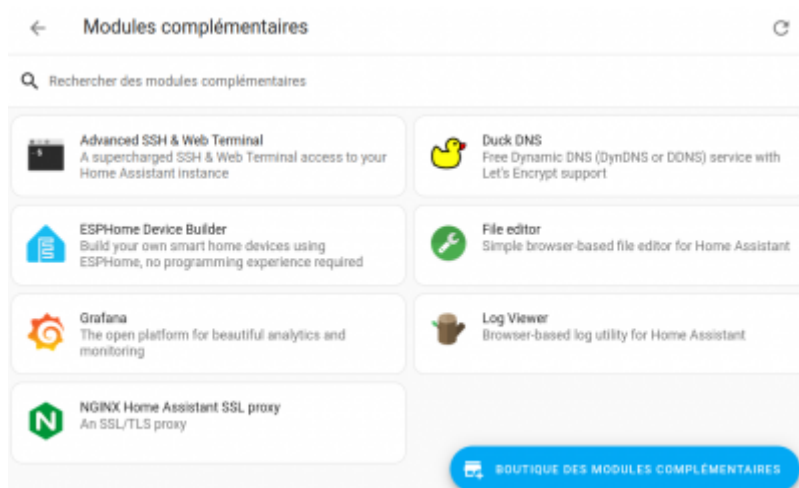 Modules complémentaires
Rechercher des modules complémentaires
Advanced SSH & Web Terminal
A supercharged SSH & Web Terminal access to your
Home Assistant instance
Duck DNS
Free Dynamic DNS (DynDNS or DDNS) service with
Let's Encrypt support
ESPHome Device Builder
Build your own smart home devices using
ESPHome, no programming experience required
File editor
Simple browser-based file editor for Home Assistant
Grafana
The open platform for beautiful analytics and
monitoring
Log Viewer
Browser-based log utility for Home Assistant
NGINX Home Assistant SSL proxy
An SSL/TLS proxy
BOUTIQUE DES MODULES COMPLÉMENTAIRES